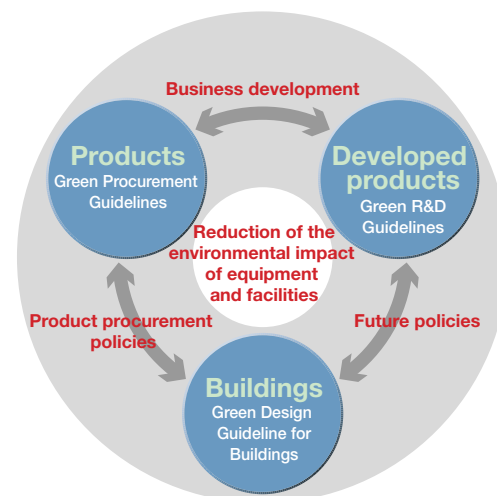 Business development
Products
Green Procurement
Guidelines
Developed
products
Green R&D
Guidelines
Reduction of the
environmental impact
of equipment
and facilities
Product procurement
policies
Future policies
Buildings
Green Design
Guideline for
Buildings